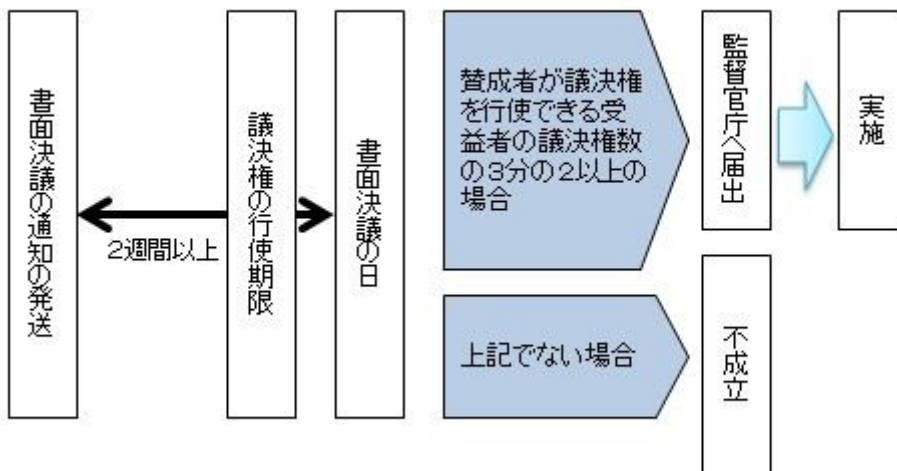 書面決議の通知の発送
2週間以上
議決権の行使期限
書面決議の日
賛成者が議決権
を行使できる受
益者の議決権数
の3分の2以上の
場合
監督官庁へ届出
実施
上記でない場合
不成立